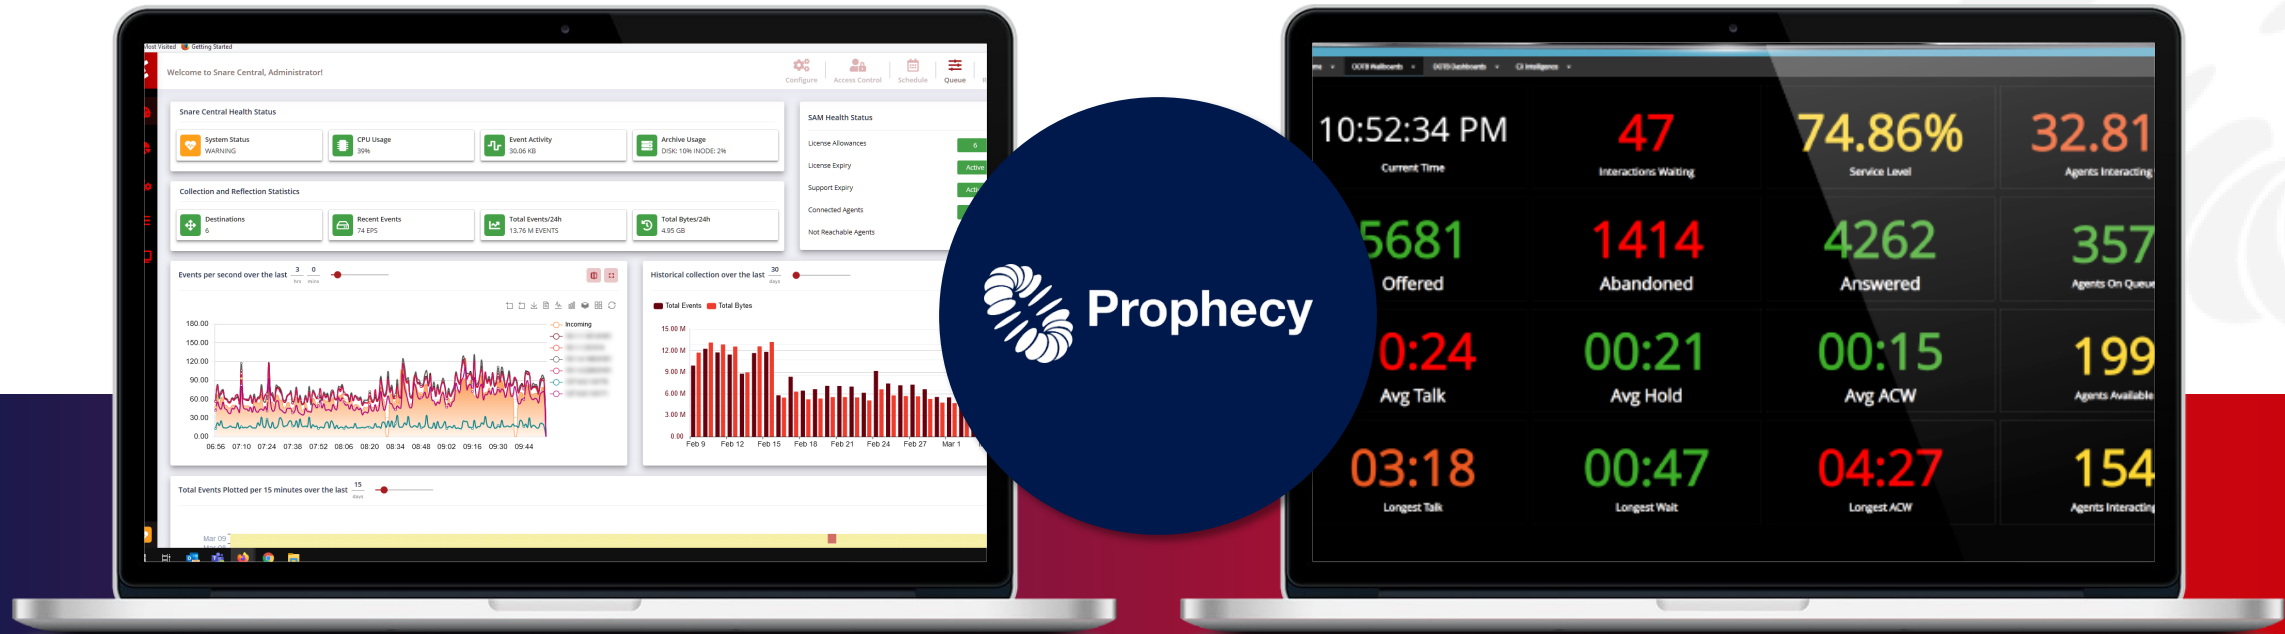 Most Visited
Getting Started
Welcome to Snare Central, Administrator!
Configure
Access Control
Schedule
Queue
Snare Central Health Status
System Status
WARNING
CPU Usage
39%
Event Activity
30.06 KB
Archive Usage
DISK: 10% INODE: 2%
SAM Health Status
License Allowances
6
License Expiry
Active
Support Expiry
Connected Agents
Not Reachable Agents
Collection and Reflection Statistics
Destinations
6
Recent Events
74 EPS
Total Events/24h
13.76 M EVENTS
Total Bytes/24h
4.95 GB
Events per second over the last 3 0
hrs mins
Incoming
180.00
150.00
120.00
90.00
60.00
30.00
0.00
06:56 07:10 07:24 07:38 07:52 08:06 08:20 08:34 08:48 09:02 09:16 09:30 09:44
Historical collection over the last 30
days
Total Events Total Bytes
15.00 M
12.00 M
9.00 M
6.00 M
3.00 M
0.00
Feb 9 Feb 12 Feb 15 Feb 18 Feb 21 Feb 24 Feb 27 Mar 1
Total Events Plotted per 15 minutes over the last 15
days
Mar 09
Prophecy
OOTB Wallboards
OOTB Dashboards
CX Intelligence
10:52:34 PM
Current Time
47
Interactions Waiting
74.86%
Service Level
32.81
Agents Interacting
5681
Offered
1414
Abandoned
4262
Answered
357
Agents On Queue
0:24
Avg Talk
00:21
Avg Hold
00:15
Avg ACW
199
Agents Available
03:18
Longest Talk
00:47
Longest Wait
04:27
Longest ACW
154
Agents Interacting